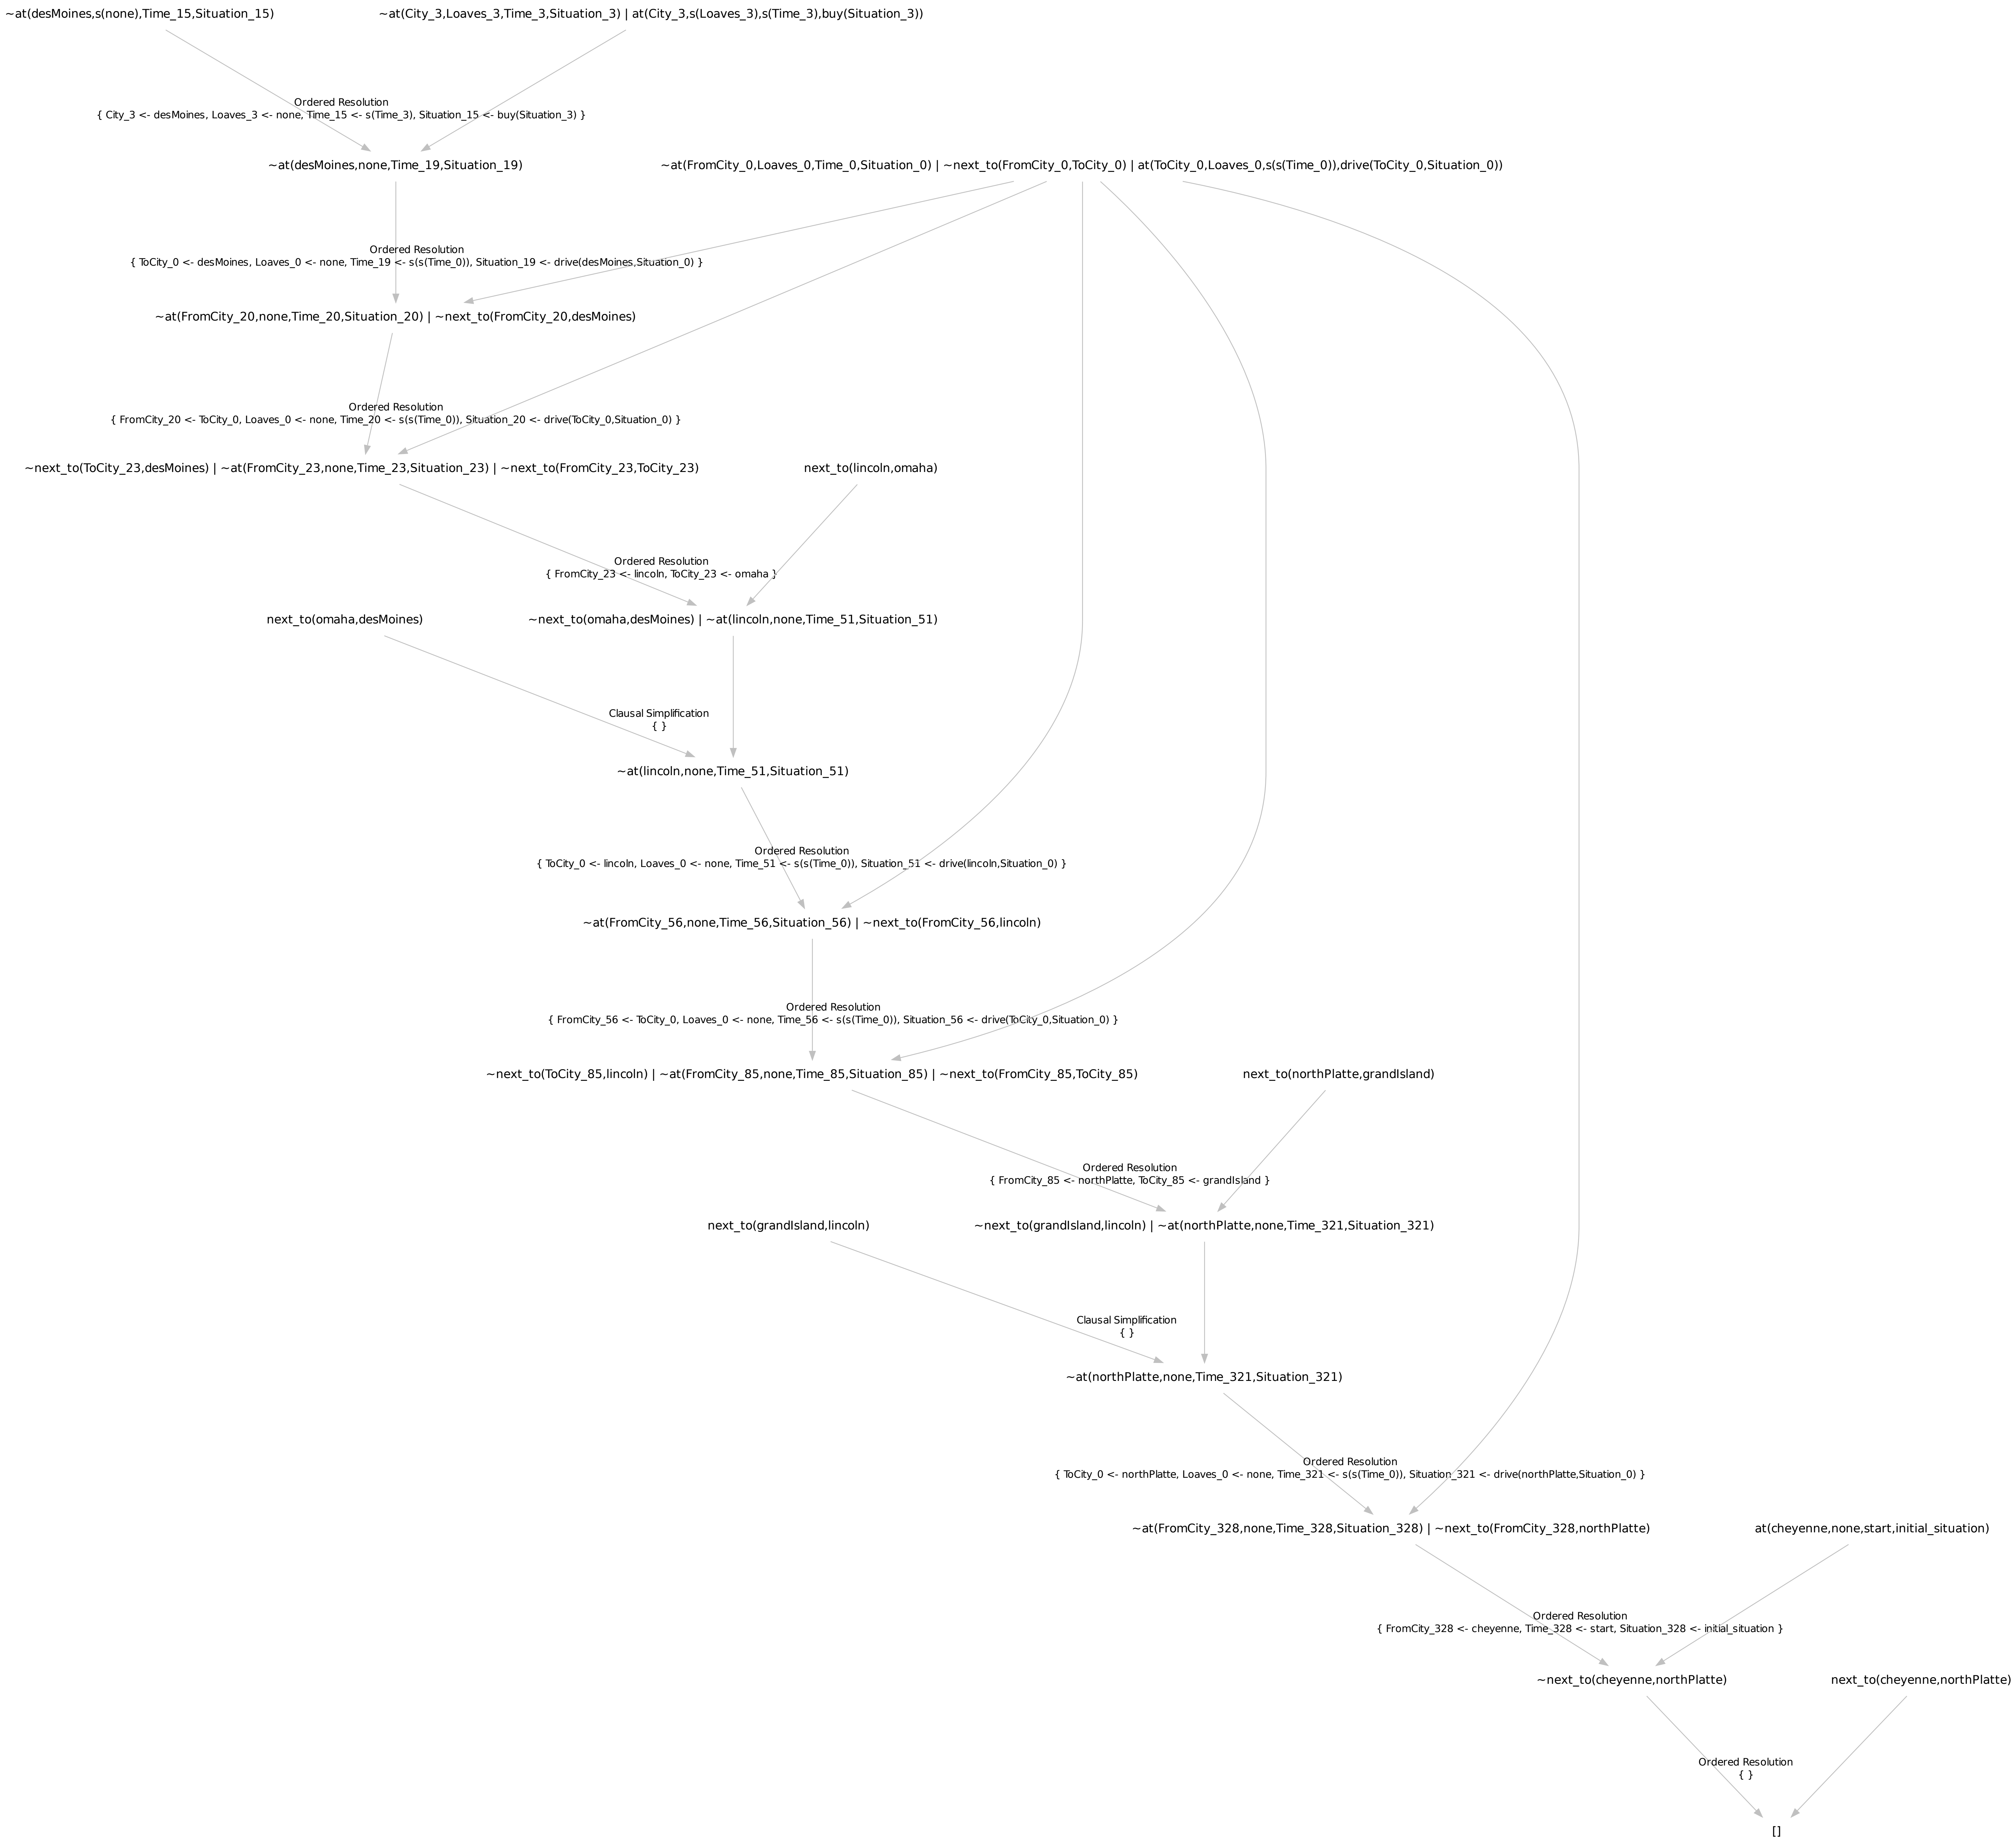 ~at(desMoines,s(none),Time_15,Situation_15)
~at(City_3,Loaves_3,Time_3,Situation_3) | at(City_3,s(Loaves_3),s(Time_3),buy(Situation_3))
Ordered Resolution
{ City_3 <- desMoines, Loaves_3 <- none, Time_15 <- s(Time_3), Situation_15 <- buy(Situation_3) }
~at(desMoines,none,Time_19,Situation_19)
~at(FromCity_0,Loaves_0,Time_0,Situation_0) | ~next_to(FromCity_0,ToCity_0) | at(ToCity_0,Loaves_0,s(s(Time_0)),drive(ToCity_0,Situation_0))
Ordered Resolution
{ ToCity_0 <- desMoines, Loaves_0 <- none, Time_19 <- s(s(Time_0)), Situation_19 <- drive(desMoines,Situation_0) }
~at(FromCity_20,none,Time_20,Situation_20) | ~next_to(FromCity_20,desMoines)
Ordered Resolution
{ FromCity_20 <- ToCity_0, Loaves_0 <- none, Time_20 <- s(s(Time_0)), Situation_20 <- drive(ToCity_0,Situation_0) }
~next_to(ToCity_23,desMoines) | ~at(FromCity_23,none,Time_23,Situation_23) | ~next_to(FromCity_23,ToCity_23)
next_to(lincoln,omaha)
Ordered Resolution
{ FromCity_23 <- lincoln, ToCity_23 <- omaha }
next_to(omaha,desMoines)
~next_to(omaha,desMoines) | ~at(lincoln,none,Time_51,Situation_51)
Clausal Simplification
{ }
~at(lincoln,none,Time_51,Situation_51)
Ordered Resolution
{ ToCity_0 <- lincoln, Loaves_0 <- none, Time_51 <- s(s(Time_0)), Situation_51 <- drive(lincoln,Situation_0) }
~at(FromCity_56,none,Time_56,Situation_56) | ~next_to(FromCity_56,lincoln)
Ordered Resolution
{ FromCity_56 <- ToCity_0, Loaves_0 <- none, Time_56 <- s(s(Time_0)), Situation_56 <- drive(ToCity_0,Situation_0) }
~next_to(ToCity_85,lincoln) | ~at(FromCity_85,none,Time_85,Situation_85) | ~next_to(FromCity_85,ToCity_85)
next_to(northPlatte,grandIsland)
Ordered Resolution
{ FromCity_85 <- northPlatte, ToCity_85 <- grandIsland }
next_to(grandIsland,lincoln)
~next_to(grandIsland,lincoln) | ~at(northPlatte,none,Time_321,Situation_321)
Clausal Simplification
{ }
~at(northPlatte,none,Time_321,Situation_321)
Ordered Resolution
{ ToCity_0 <- northPlatte, Loaves_0 <- none, Time_321 <- s(s(Time_0)), Situation_321 <- drive(northPlatte,Situation_0) }
~at(FromCity_328,none,Time_328,Situation_328) | ~next_to(FromCity_328,northPlatte)
at(cheyenne,none,start,initial_situation)
Ordered Resolution
{ FromCity_328 <- cheyenne, Time_328 <- start, Situation_328 <- initial_situation }
~next_to(cheyenne,northPlatte)
next_to(cheyenne,northPlatte)
Ordered Resolution
{ }
[]